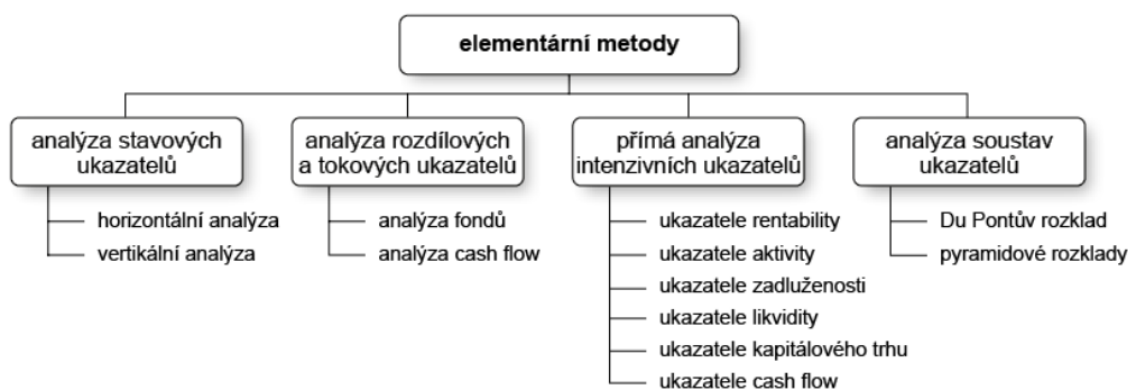 elementární metody
analýza stavových
ukazatelů
horizontální analýza
vertikální analýza
analýza rozdílových
a tokových ukazatelů
analýza fondů
analýza cash flow
přímá analýza
intenzivních ukazatelů
ukazatele rentability
ukazatele aktivity
ukazatele zadluženosti
ukazatele likvidity
ukazatele kapitálového trhu
ukazatele cash flow
analýza soustav
ukazatelů
Du Pontův rozklad
pyramidové rozklady